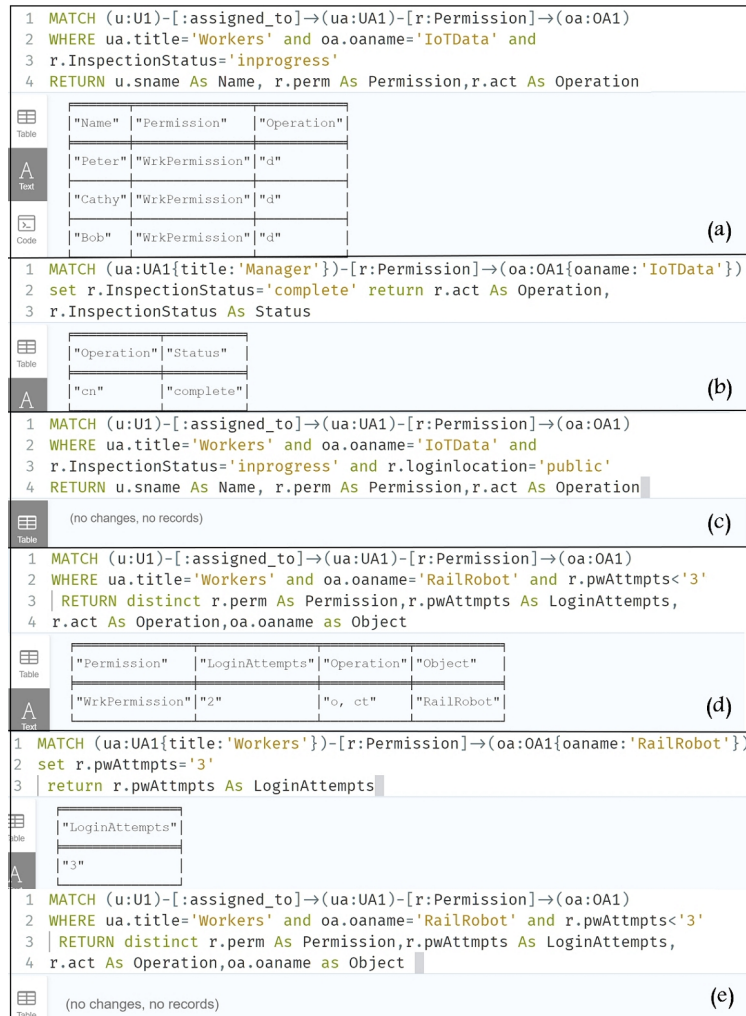 1 MATCH (u:U1)-[:assigned_to]→(ua:UA1)-[r:Permission]→(oa:OA1)
2 WHERE ua.title='Workers' and oa.oaname='IoTData' and
3 r.InspectionStatus='inprogress'
4 RETURN u.sname As Name, r.perm As Permission,r.act As Operation
Table
A
Text
Code
"Name" "Permission" "Operation"
"Peter" "WrkPermission" "d"
"Cathy" "WrkPermission" "d"
"Bob" "WrkPermission" "d"
(a)
1 MATCH (ua:UA1{title:'Manager'})-[r:Permission]→(oa:OA1{oaname:'IoTData'})
2 set r.InspectionStatus='complete' return r.act As Operation,
3 r.InspectionStatus As Status
Table
A
"Operation" "Status"
"cn" "complete"
(b)
1 MATCH (u:U1)-[:assigned_to]→(ua:UA1)-[r:Permission]→(oa:OA1)
2 WHERE ua.title='Workers' and oa.oaname='IoTData' and
3 r.InspectionStatus='inprogress' and r.loginlocation='public'
4 RETURN u.sname As Name, r.perm As Permission,r.act As Operation
Table
(no changes, no records)
(c)
1 MATCH (u:U1)-[:assigned_to]→(ua:UA1)-[r:Permission]→(oa:OA1)
2 WHERE ua.title='Workers' and oa.oaname='RailRobot' and r.pwAttmpts<'3'
3 RETURN distinct r.perm As Permission,r.pwAttmpts As LoginAttempts,
4 r.act As Operation,oa.oaname as Object
Table
A
Text
"Permission" "LoginAttempts" "Operation" "Object"
"WrkPermission" "2" "o, ct" "RailRobot"
(d)
1 MATCH (ua:UA1{title:'Workers'})-[r:Permission]→(oa:OA1{oaname:'RailRobot'})
2 set r.pwAttmpts='3'
3 return r.pwAttmpts As LoginAttempts
able
A
"LoginAttempts"
"3"
1 MATCH (u:U1)-[:assigned_to]→(ua:UA1)-[r:Permission]→(oa:OA1)
2 WHERE ua.title='Workers' and oa.oaname='RailRobot' and r.pwAttmpts<'3'
3 RETURN distinct r.perm As Permission,r.pwAttmpts As LoginAttempts,
4 r.act As Operation,oa.oaname as Object
Table
(no changes, no records)
(e)